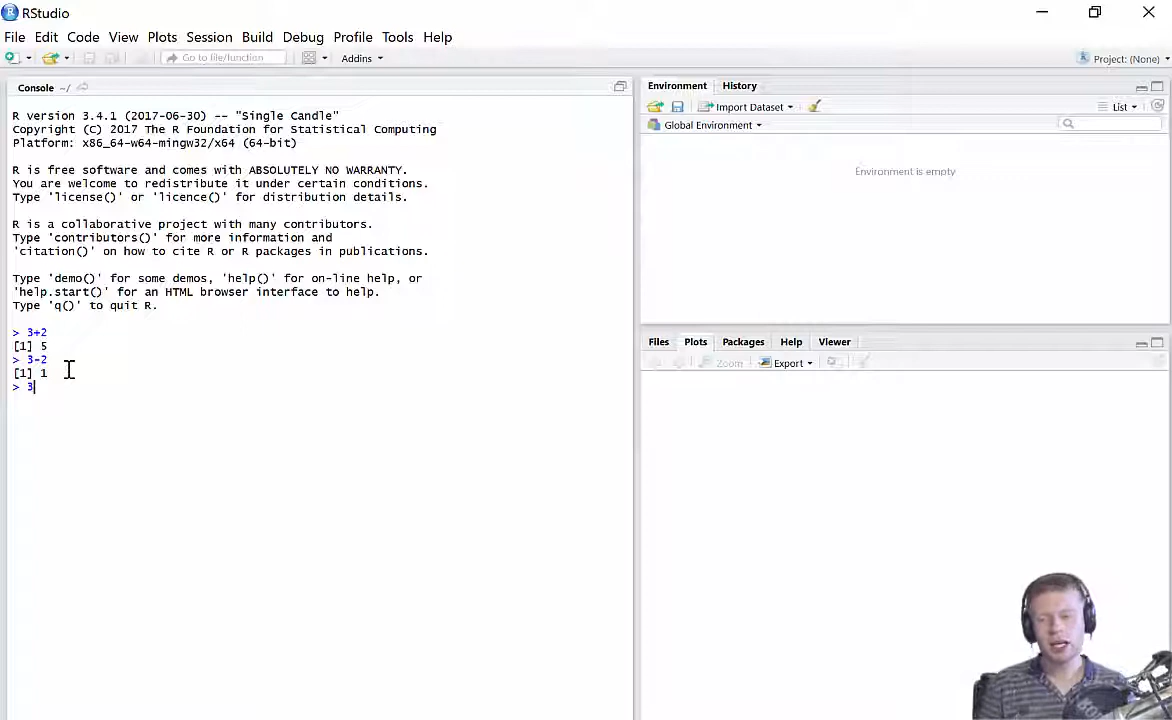 RStudio
File Edit Code View Plots Session Build Debug Profile Tools Help
Go to file/function Addins Project: (None)
Console ~/
R version 3.4.1 (2017-06-30) -- "Single Candle"
Copyright (C) 2017 The R Foundation for Statistical Computing
Platform: x86_64-w64-mingw32/x64 (64-bit)
R is free software and comes with ABSOLUTELY NO WARRANTY.
You are welcome to redistribute it under certain conditions.
Type 'license()' or 'licence()' for distribution details.
R is a collaborative project with many contributors.
Type 'contributors()' for more information and
'citation()' on how to cite R or R packages in publications.
Type 'demo()' for some demos, 'help()' for on-line help, or
'help.start()' for an HTML browser interface to help.
Type 'q()' to quit R.
> 3+2
[1] 5
> 3-2
[1] 1
> 3
Environment History
Import Dataset List
Global Environment
Environment is empty
Files Plots Packages Help Viewer
Zoom Export